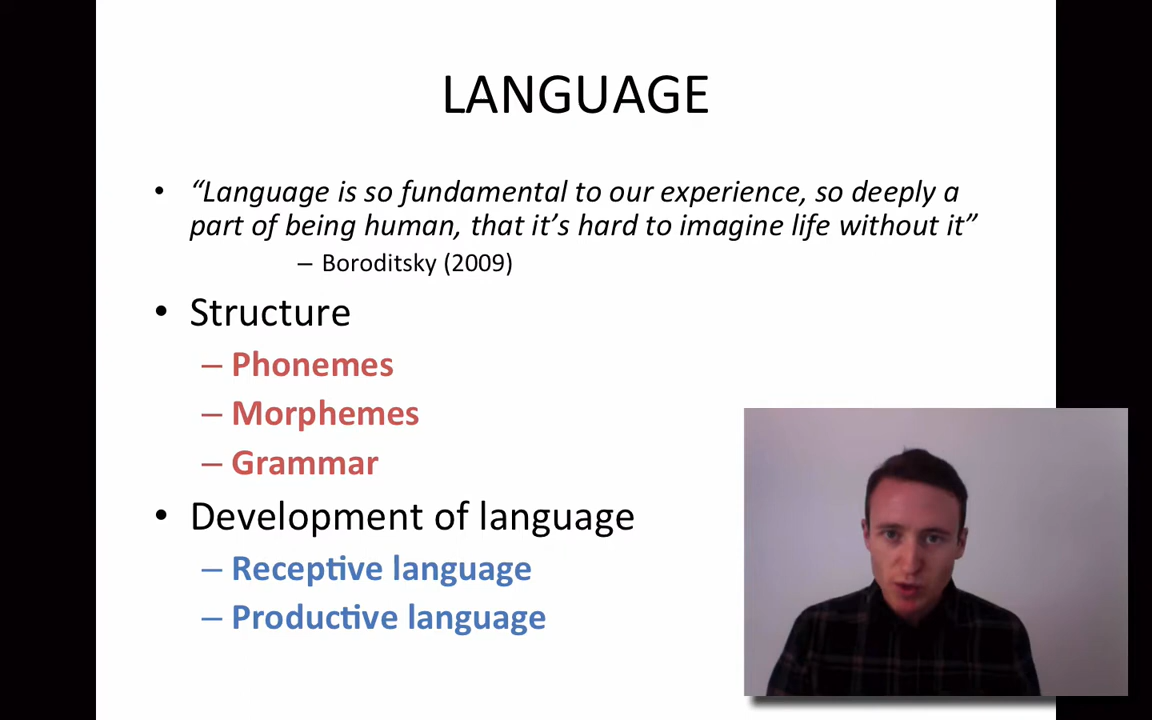 LANGUAGE
• “Language is so fundamental to our experience, so deeply a
part of being human, that it’s hard to imagine life without it”
– Boroditsky (2009)
• Structure
– Phonemes
– Morphemes
– Grammar
• Development of language
– Receptive language
– Productive language